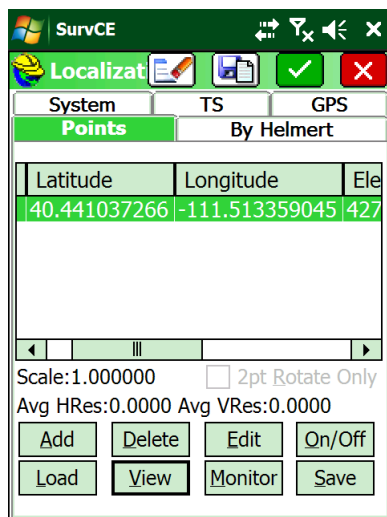 SurvCE
Localizat
System TS GPS
Points By Helmert
Latitude Longitude Ele
40.441037266 -111.513359045 427
Scale:1.000000 2pt Rotate Only
Avg HRes:0.0000 Avg VRes:0.0000
Add Delete Edit On/Off
Load View Monitor Save